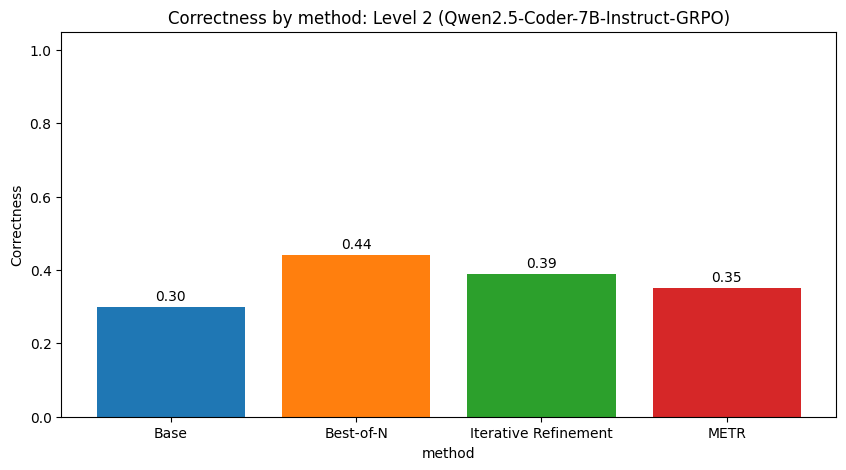 Correctness by method: Level 2 (Qwen2.5-Coder-7B-Instruct-GRPO)
1.0
0.8
0.6
0.4
0.2
0.0
Correctness
0.30
0.44
0.39
0.35
Base
Best-of-N
Iterative Refinement
METR
method